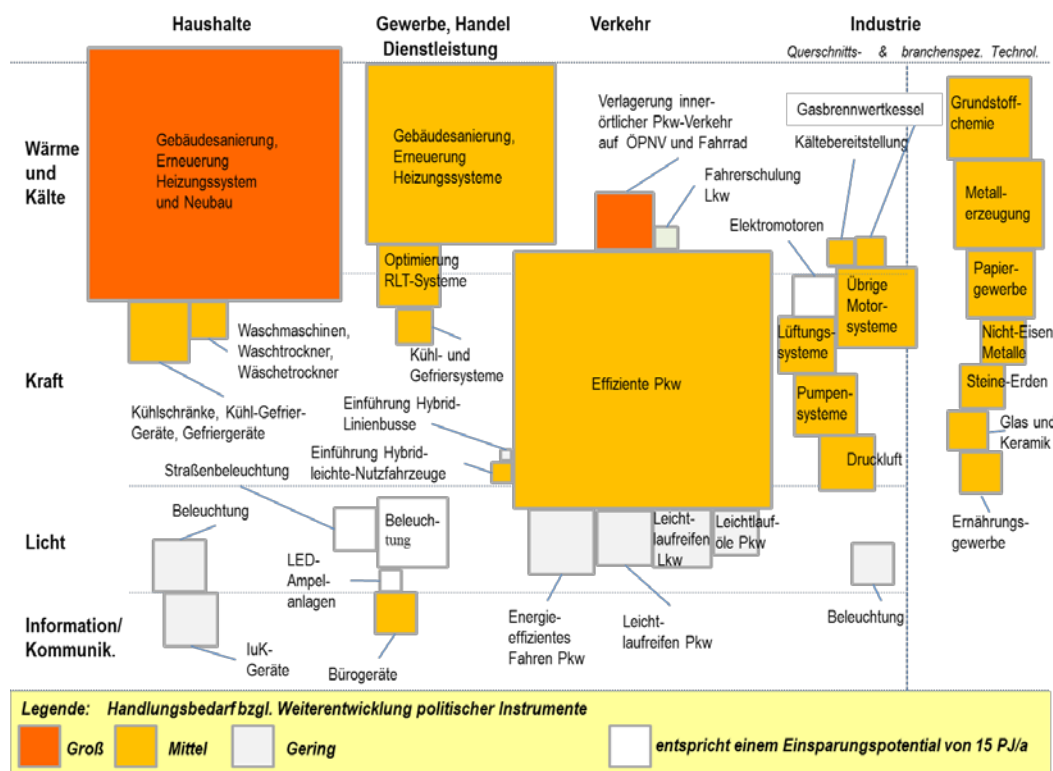 Haushalte
Gewerbe, Handel
Dienstleistung
Verkehr
Industrie
Querschnitts- & branchenspez. Technol.
Wärme
und
Kälte
Kraft
Licht
Information/
Kommunik.
Gebäudesanierung,
Erneuerung
Heizungssystem
und Neubau
Waschmaschinen,
Waschtrockner,
Wäschetrockner
Kühlschränke, Kühl-Gefrier-
Geräte, Gefriergeräte
Beleuchtung
IuK-
Geräte
Gebäudesanierung,
Erneuerung
Heizungssysteme
Optimierung
RLT-Systeme
Kühl- und
Gefriersysteme
Straßenbeleuchtung
Beleuch-
tung
LED-
Ampel-
anlagen
Bürogeräte
Verlagerung inner-
örtlicher Pkw-Verkehr
auf ÖPNV und Fahrrad
Fahrerschulung
Lkw
Effiziente Pkw
Einführung Hybrid-
Linienbusse
Einführung Hybrid-
leichte-Nutzfahrzeuge
Energie-
effizientes
Fahren Pkw
Leicht-
laufreifen Pkw
Leicht-
laufreifen
Lkw
Leichtlauf-
öle Pkw
Gasbrennwertkessel
Kältebereitstellung
Elektromotoren
Übrige
Motor-
systeme
Lüftungs-
systeme
Pumpen-
systeme
Druckluft
Beleuchtung
Grundstoff-
chemie
Metall-
erzeugung
Papier-
gewerbe
Nicht-Eisen
Metalle
Steine-Erden
Glas und
Keramik
Ernährungs-
gewerbe
Legende: Handlungsbedarf bzgl. Weiterentwicklung politischer Instrumente
Groß
Mittel
Gering
entspricht einem Einsparungspotential von 15 PJ/a